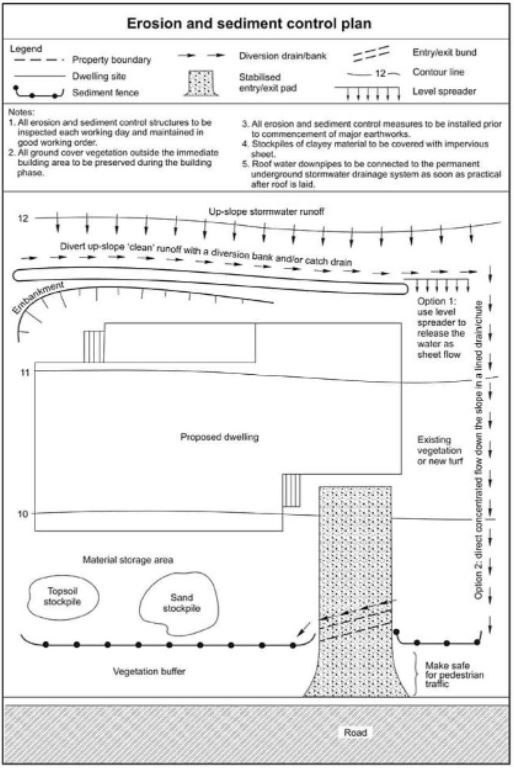 Erosion and sediment control plan
Legend
Property boundary
Dwelling site
Sediment fence
Diversion drain/bank
Stabilised
entry/exit pad
Entry/exit bund
12
Contour line
Level spreader
Notes:
1. All erosion and sediment control structures to be
inspected each working day and maintained in
good working order.
2. All ground cover vegetation outside the immediate
building area to be preserved during the building
phase.
3. All erosion and sediment control measures to be installed prior
to commencement of major earthworks.
4. Stockpiles of clayey material to be covered with impervious
sheet.
5. Roof water downpipes to be connected to the permanent
underground stormwater drainage system as soon as practical
after roof is laid.
12
Up-slope stormwater runoff
Divert up-slope 'clean' runoff with a diversion bank and/or catch drain
Embankment
Option 1:
use level
spreader to
release the
water as
sheet flow
11
Proposed dwelling
Existing
vegetation
or new turf
Option 2: direct concentrated flow down the slope in a lined drain/chute
10
Material storage area
Topsoil
stockpile
Sand
stockpile
Vegetation buffer
Make safe
for pedestrian
traffic
Road